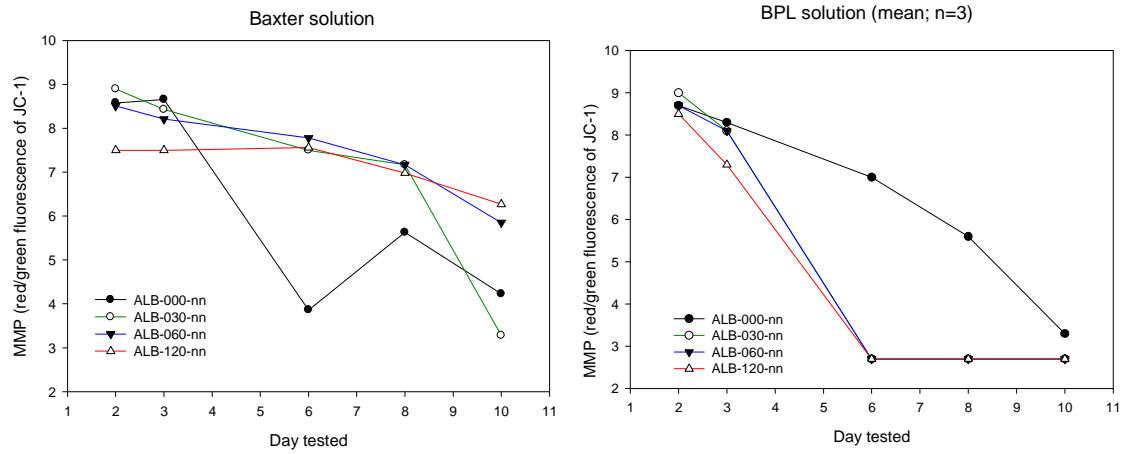 Baxter solution
MMP (red/green fluorescence of JC-1)
10
9
8
7
6
5
4
3
2
ALB-000-nn
ALB-030-nn
ALB-060-nn
ALB-120-nn
1 2 3 4 5 6 7 8 9 10 11
Day tested
BPL solution (mean; n=3)
MMP (red/green fluorescence of JC-1)
10
9
8
7
6
5
4
3
2
ALB-000-nn
ALB-030-nn
ALB-060-nn
ALB-120-nn
1 2 3 4 5 6 7 8 9 10 11
Day tested